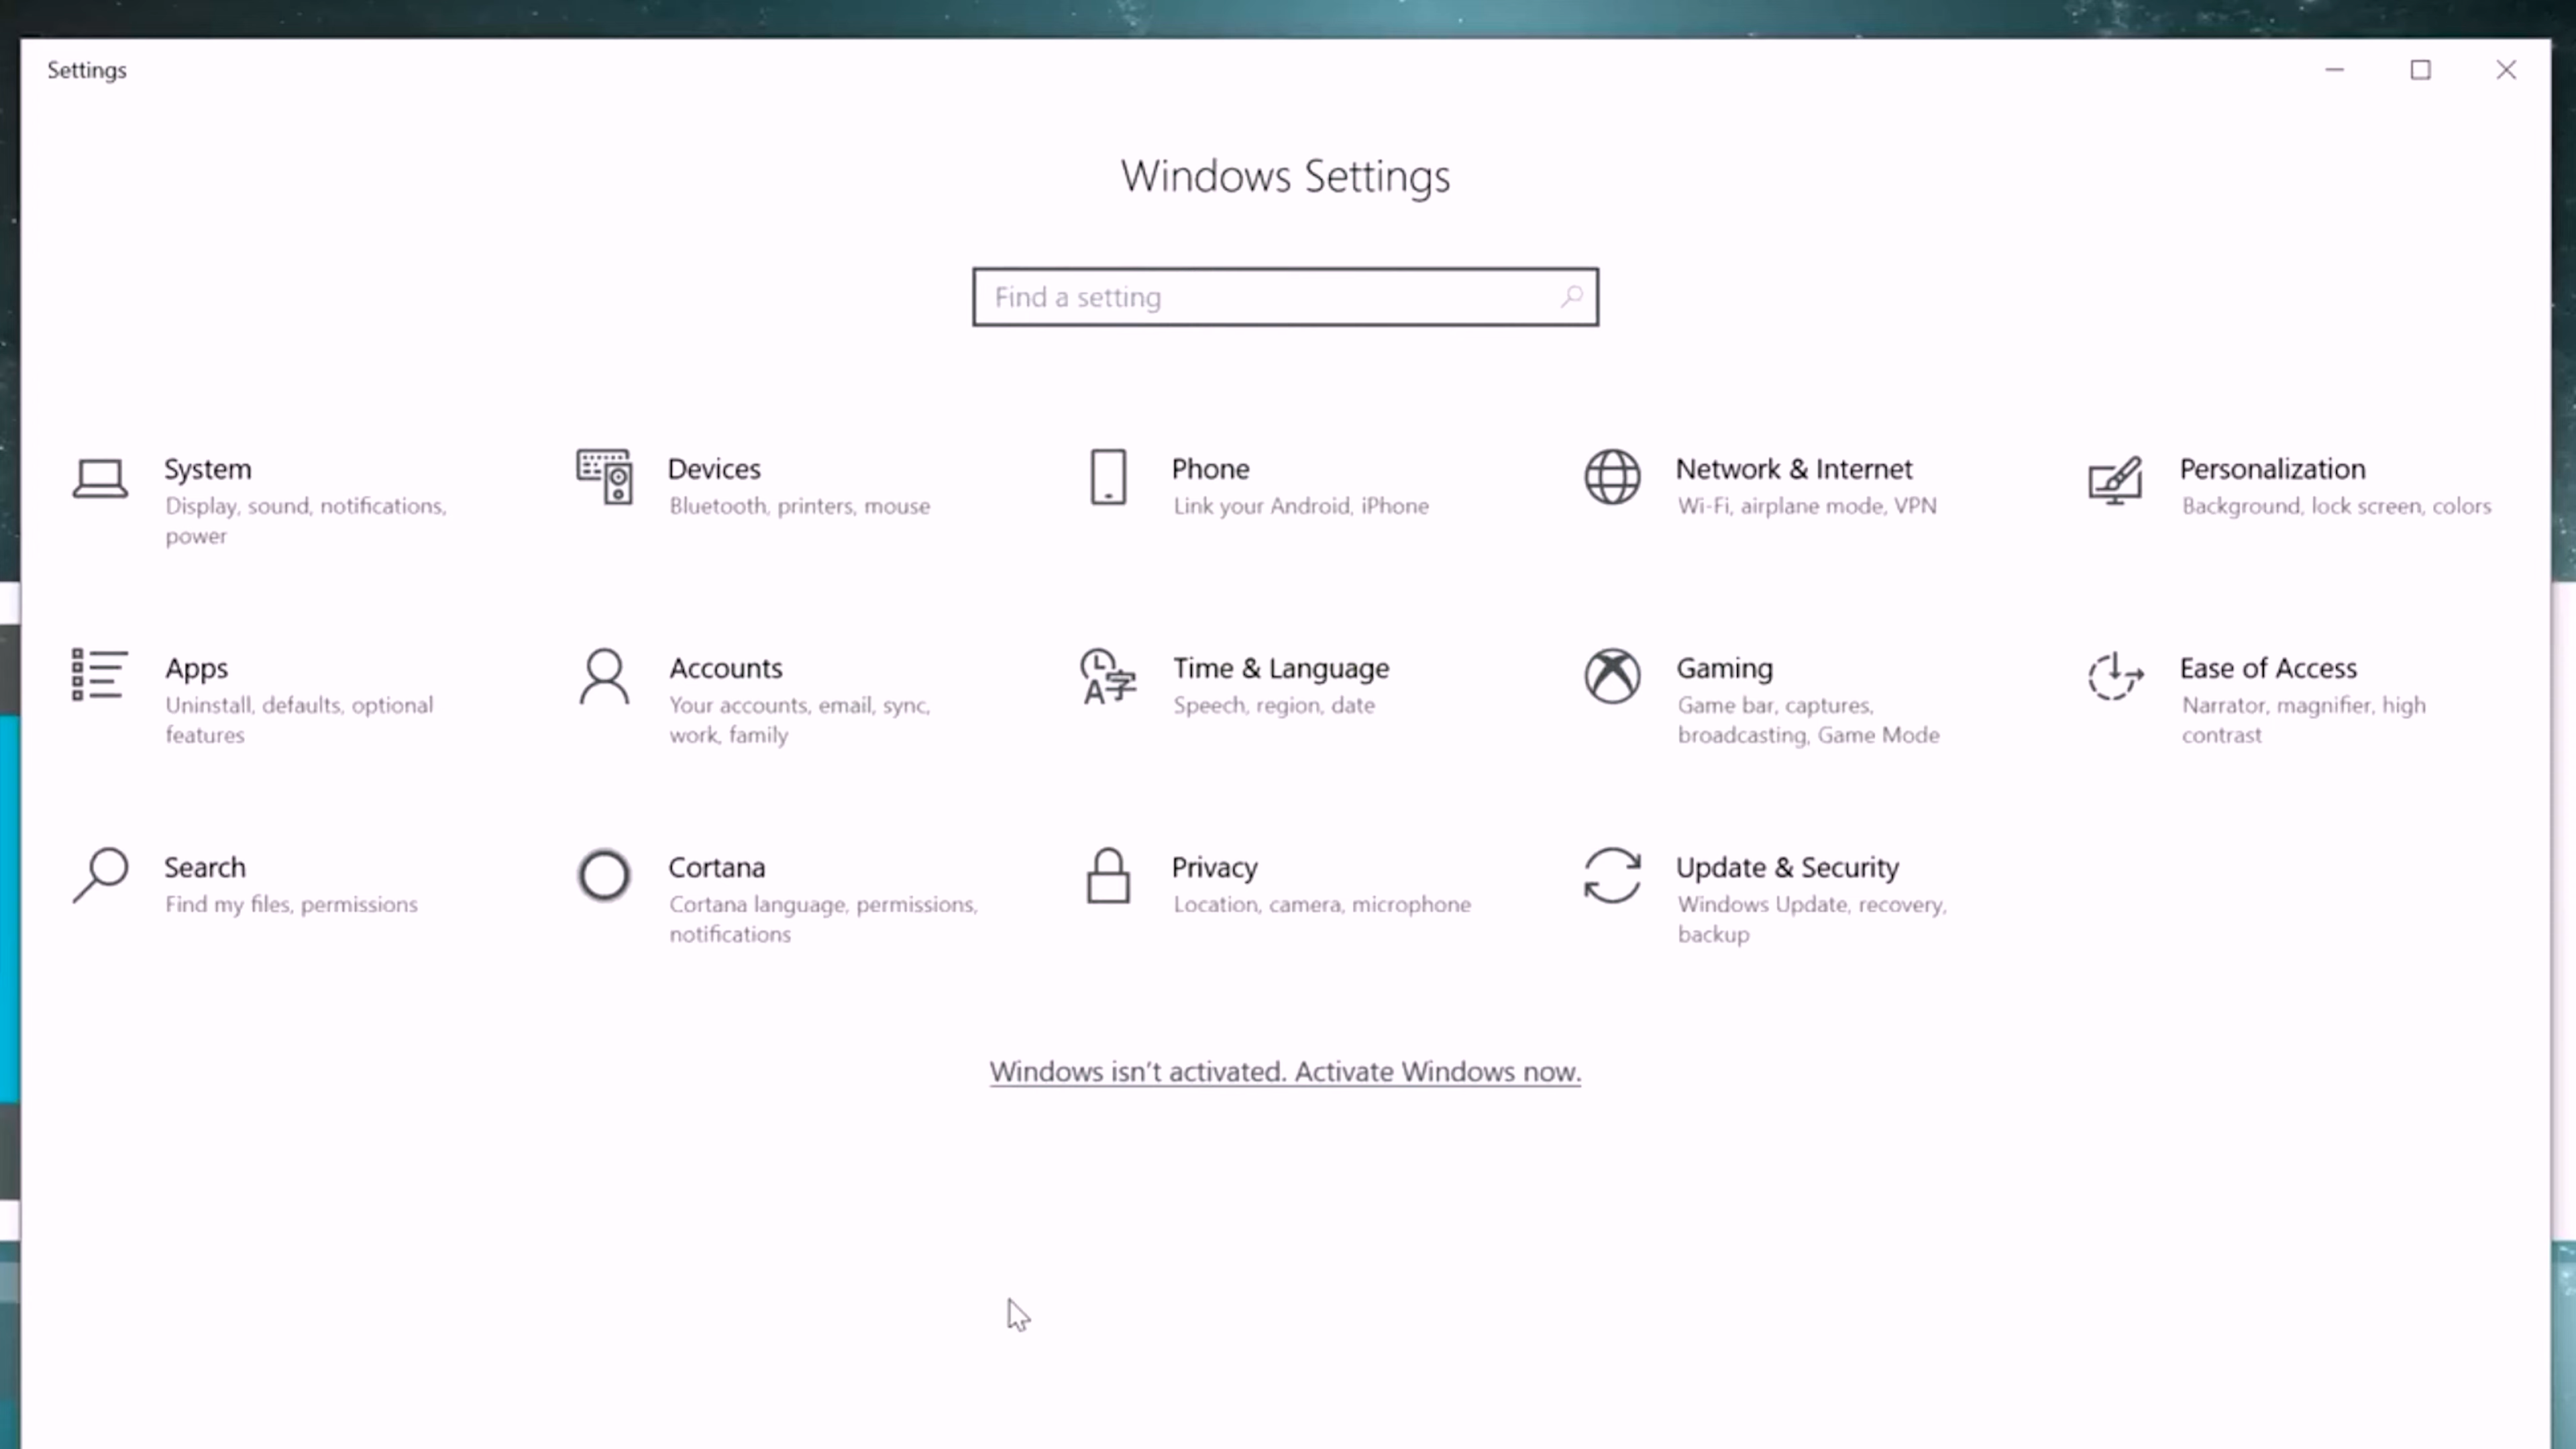 Settings
Windows Settings
Find a setting
System
Display, sound, notifications,
power
Devices
Bluetooth, printers, mouse
Phone
Link your Android, iPhone
Network & Internet
Wi-Fi, airplane mode, VPN
Personalization
Background, lock screen, colors
Apps
Uninstall, defaults, optional
features
Accounts
Your accounts, email, sync,
work, family
Time & Language
Speech, region, date
Gaming
Game bar, captures,
broadcasting, Game Mode
Ease of Access
Narrator, magnifier, high
contrast
Search
Find my files, permissions
Cortana
Cortana language, permissions,
notifications
Privacy
Location, camera, microphone
Update & Security
Windows Update, recovery,
backup
Windows isn't activated. Activate Windows now.